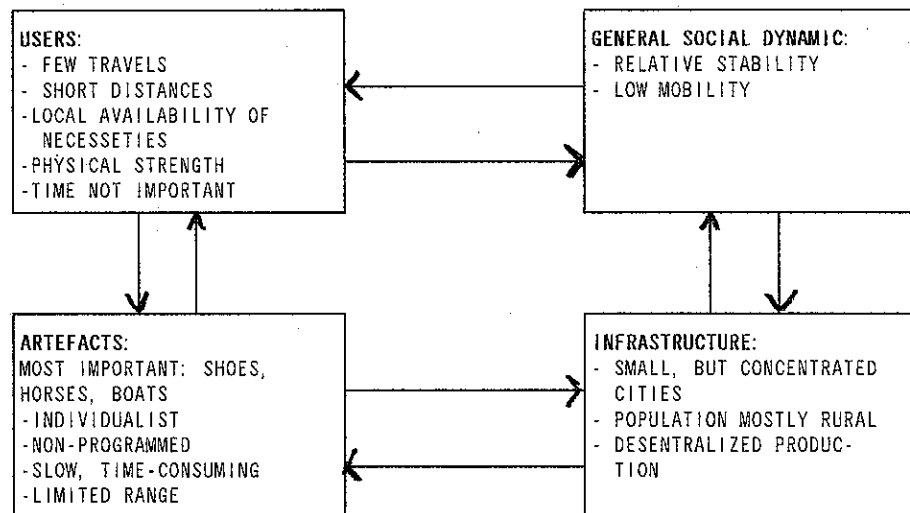 USERS:
- FEW TRAVELS
- SHORT DISTANCES
-LOCAL AVAILABILITY OF
NECESSETIES
-PHYSICAL STRENGTH
-TIME NOT IMPORTANT
GENERAL SOCIAL DYNAMIC:
- RELATIVE STABILITY
- LOW MOBILITY
ARTEFACTS:
MOST IMPORTANT: SHOES,
HORSES, BOATS
-INDIVIDUALIST
-NON-PROGRAMMED
-SLOW, TIME-CONSUMING
-LIMITED RANGE
INFRASTRUCTURE:
- SMALL, BUT CONCENTRATED
CITIES
- POPULATION MOSTLY RURAL
- DESENTRALIZED PRODUC-
TION